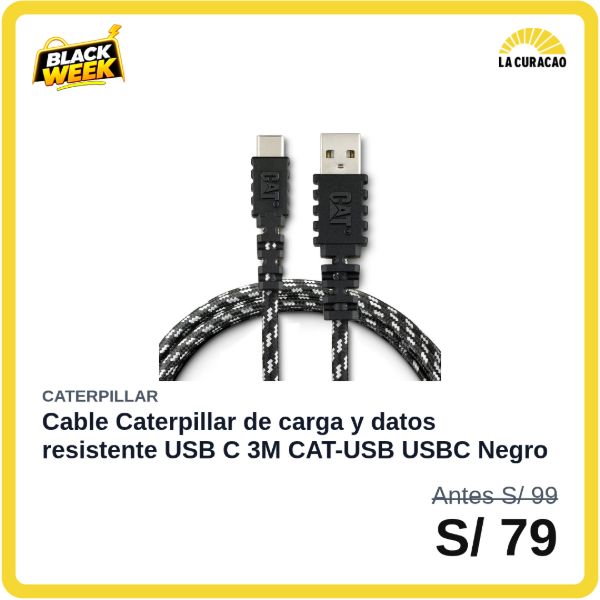 BLACK
WEEK
LA CURACAO
CAT
CAT
CATERPILLAR
Cable Caterpillar de carga y datos
resistente USB C 3M CAT-USB USBC Negro
Antes S/ 99
S/ 79